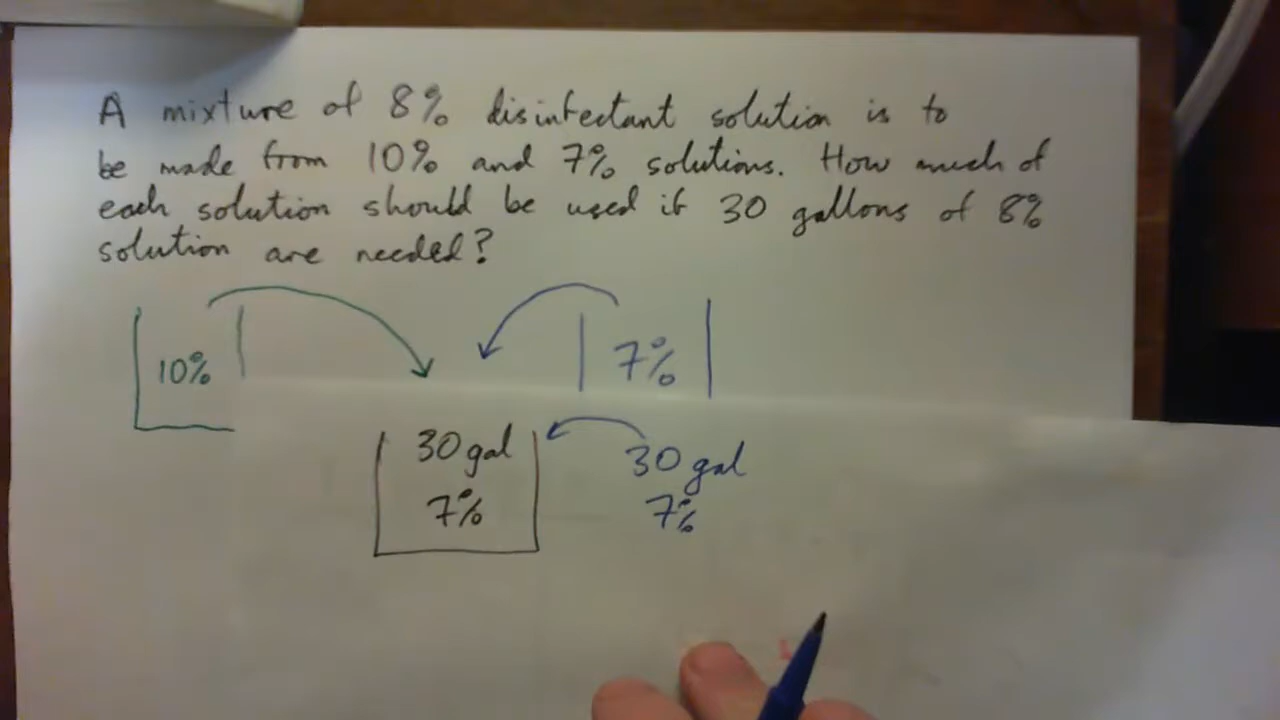 A mixture of 8% disinfectant solution is to
be made from 10% and 7% solutions. How much of
each solution should be used if 30 gallons of 8%
solution are needed?
10%
7%
30 gal
7%
30 gal
7%